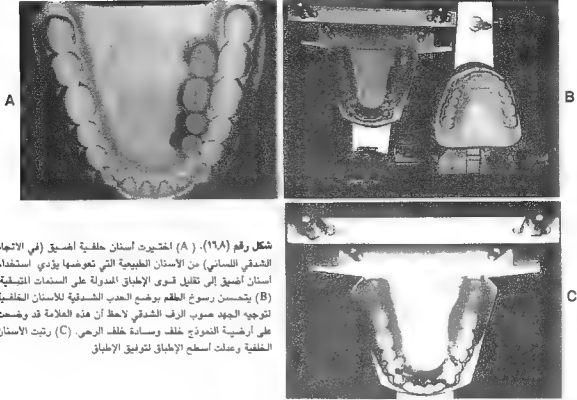 A
B
شكل رقم (١٦،٨). (A) اختيرت أسنان خلفية أضيق (في الاتجاه
الشدقي اللساني) من الأسنان الطبيعية التي تعوضها يؤدي استخدام
أسنان أضيق إلى تقليل قوى الإطباق المدولة على السنمات المتبقية.
(B) يتحسن رسوخ الطقم بوضع الحدب الشدقية للأسنان الخلفية
لتوجيه الجهد صوب الرف الشدقي لاحظ أن هذه العلامة قد وضعت
على أرضية النموذج خلف وسادة خلف الرحى. (C) رتبت الأسنان
الخلفية وعدلت أسطح الإطباق لتوفيق الإطباق
C